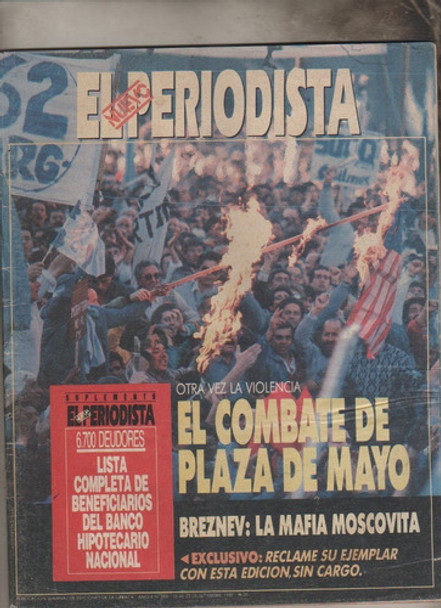 62
ORG
EL PERIODISTA
NUEVO
OTRA VEZ LA VIOLENCIA
EL COMBATE DE
PLAZA DE MAYO
SUPLEMENTO
EL PERIODISTA
6.700 DEUDORES
LISTA
COMPLETA DE
BENEFICIARIOS
DEL BANCO
HIPOTECARIO
NACIONAL
BREZNEV: LA MAFIA MOSCOVITA
◄ EXCLUSIVO: RECLAME SU EJEMPLAR
CON ESTA EDICION, SIN CARGO.